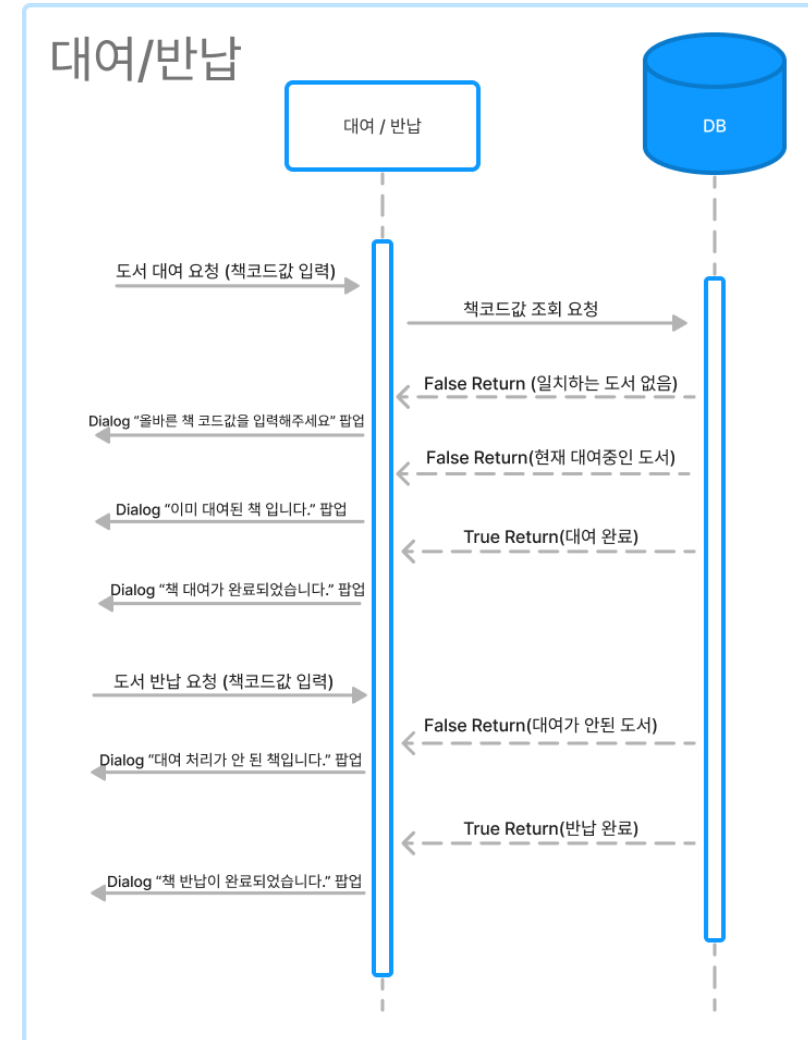 대여/반납
대여 / 반납
DB
도서 대여 요청 (책코드값 입력)
책코드값 조회 요청
False Return (일치하는 도서 없음)
Dialog “올바른 책 코드값을 입력해주세요” 팝업
False Return(현재 대여중인 도서)
Dialog “이미 대여된 책 입니다.” 팝업
True Return(대여 완료)
Dialog “책 대여가 완료되었습니다.” 팝업
도서 반납 요청 (책코드값 입력)
False Return(대여가 안된 도서)
Dialog “대여 처리가 안 된 책입니다.” 팝업
True Return(반납 완료)
Dialog “책 반납이 완료되었습니다.” 팝업